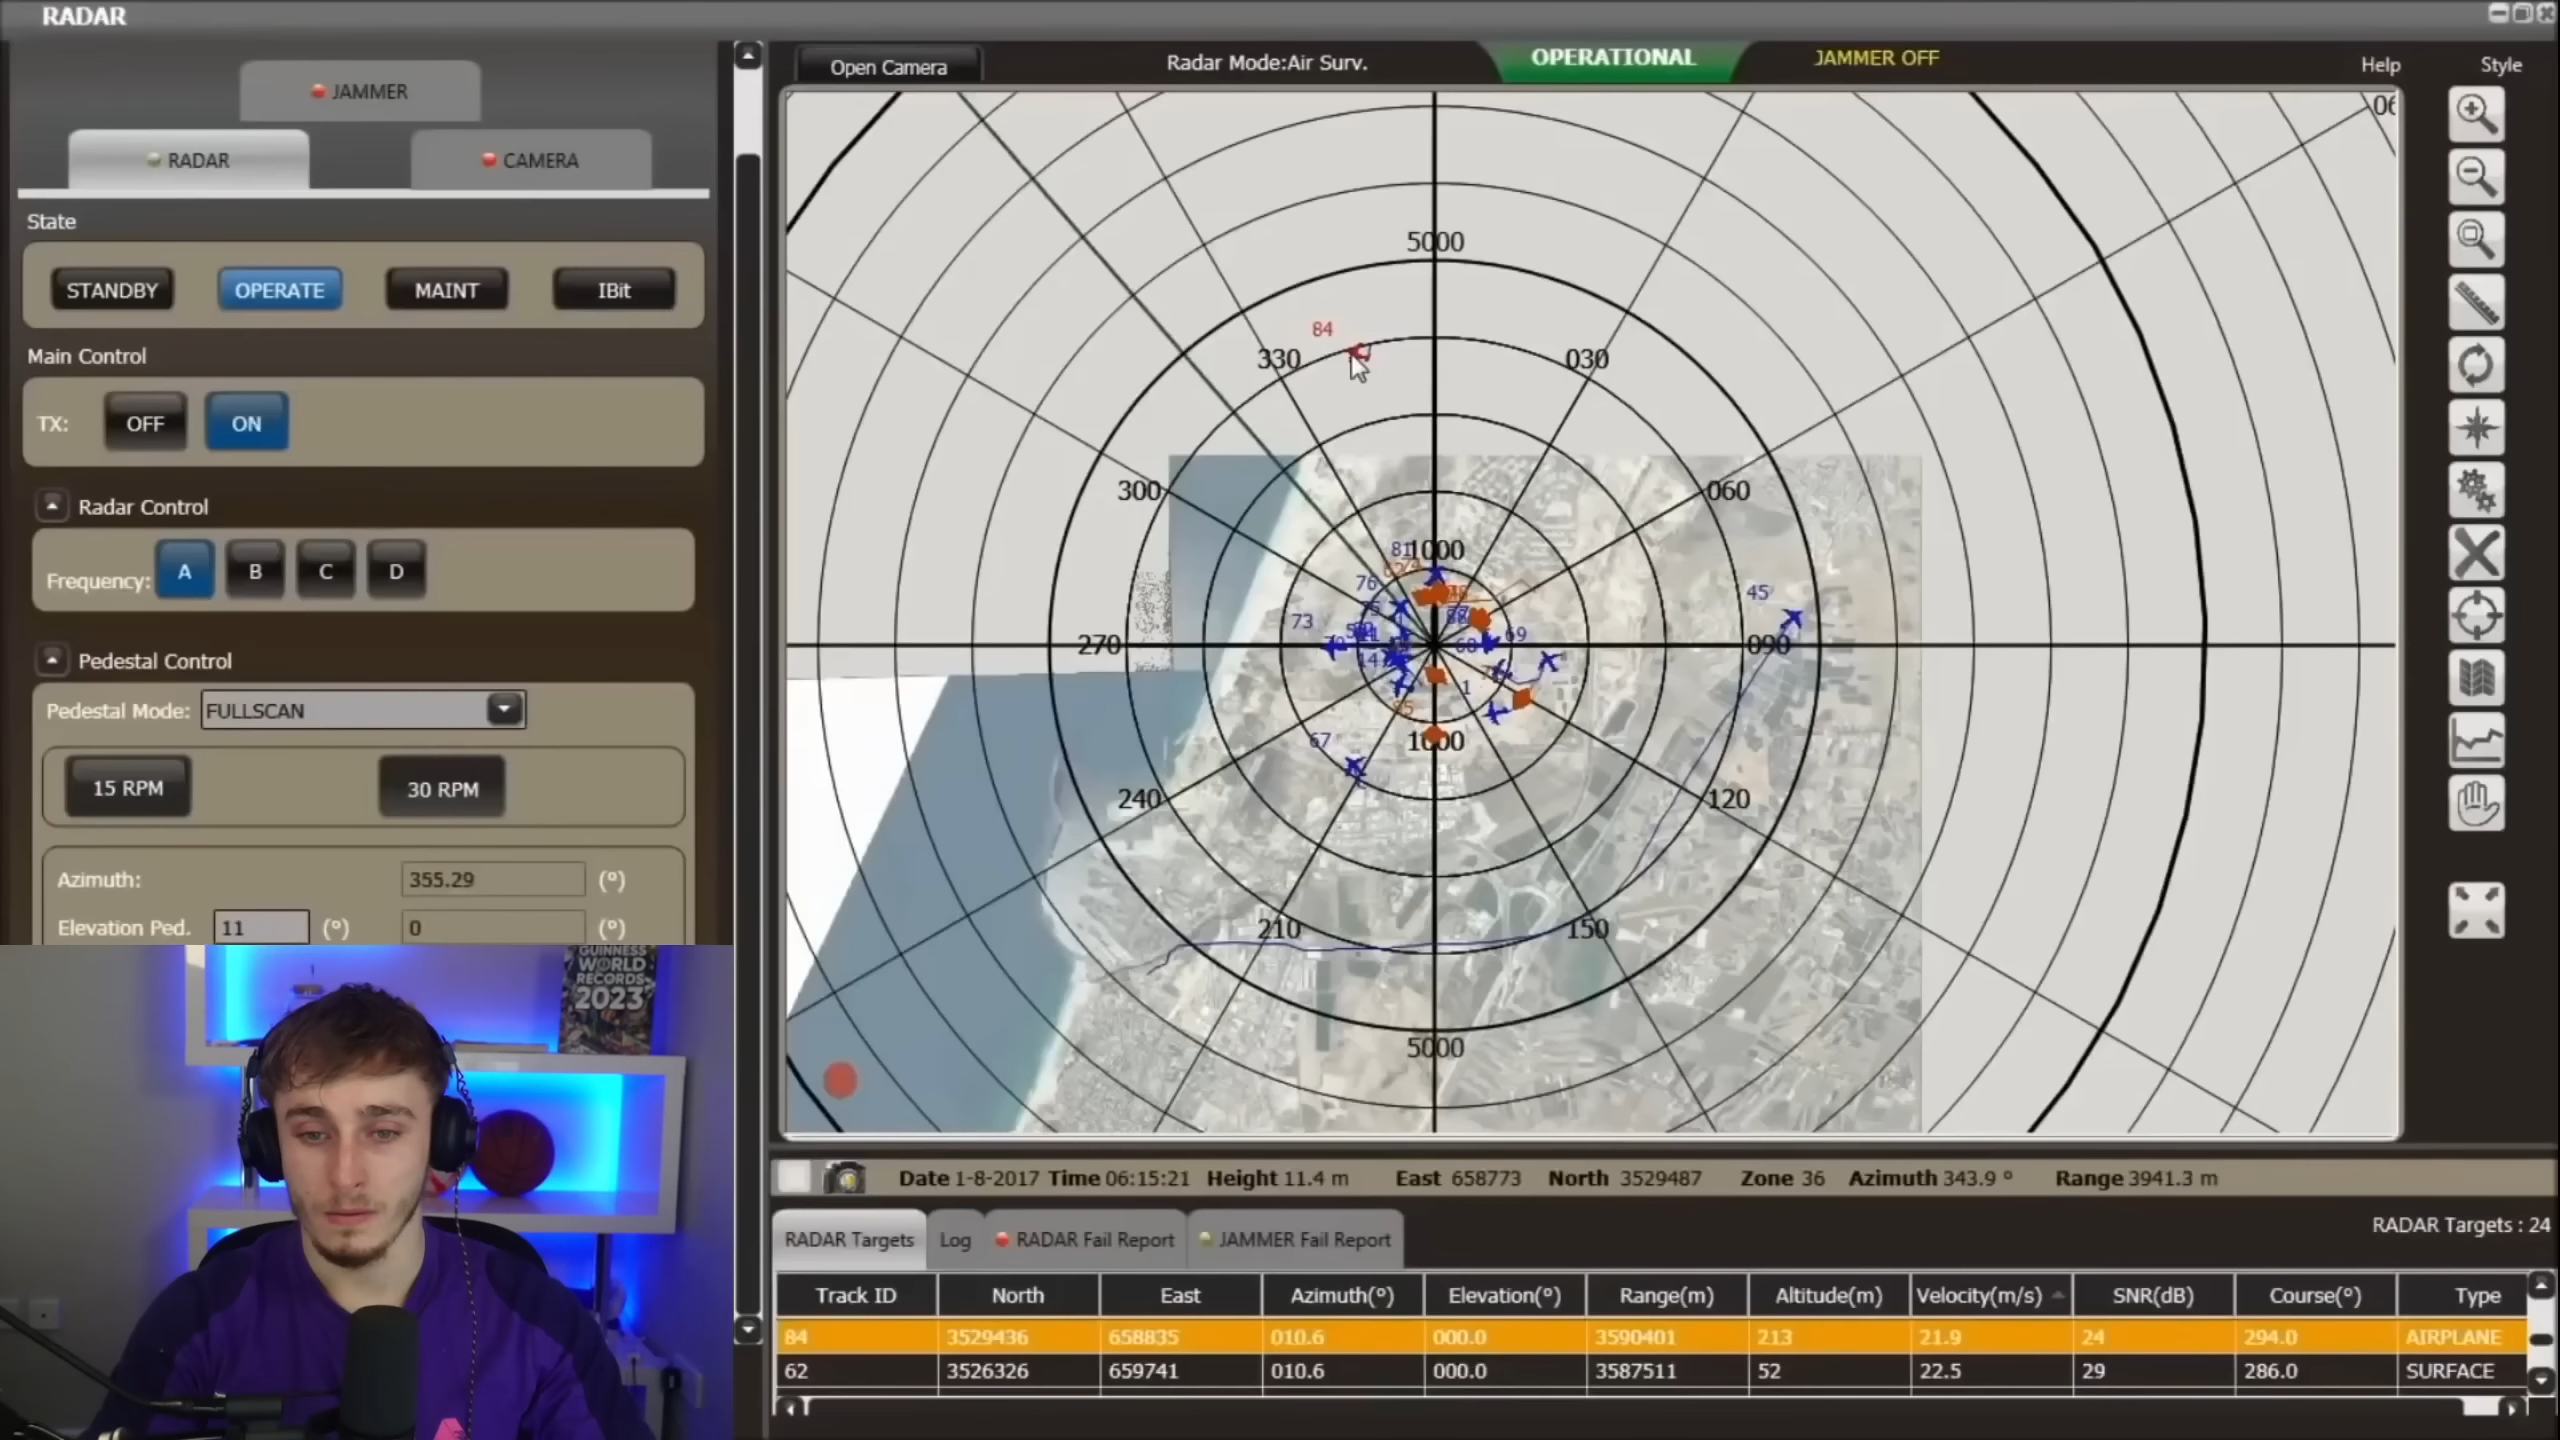 RADAR
JAMMER
RADAR
CAMERA
State
STANDBY
OPERATE
MAINT
IBit
Main Control
TX:
OFF
ON
Radar Control
Frequency:
A
B
C
D
Pedestal Control
Pedestal Mode:
FULLSCAN
15 RPM
30 RPM
Azimuth:
355.29
(°)
Elevation Ped.
11
(°)
0
(°)
GUINNESS
WORLD
RECORDS
2023
Open Camera
Radar Mode:Air Surv.
OPERATIONAL
JAMMER OFF
Help
Style
5000
84
330
030
300
060
81
1000
76
45
73
69
270
68
090
14
1
85
67
1000
240
120
210
150
5000
Date 1-8-2017 Time 06:15:21 Height 11.4 m East 658773 North 3529487 Zone 36 Azimuth 343.9 ° Range 3941.3 m
RADAR Targets
Log
RADAR Fail Report
JAMMER Fail Report
RADAR Targets : 24
Track ID North East Azimuth(°) Elevation(°) Range(m) Altitude(m) Velocity(m/s) SNR(dB) Course(°) Type
84 3529436 658835 010.6 000.0 3590401 213 21.9 24 294.0 AIRPLANE
62 3526326 659741 010.6 000.0 3587511 52 22.5 29 286.0 SURFACE